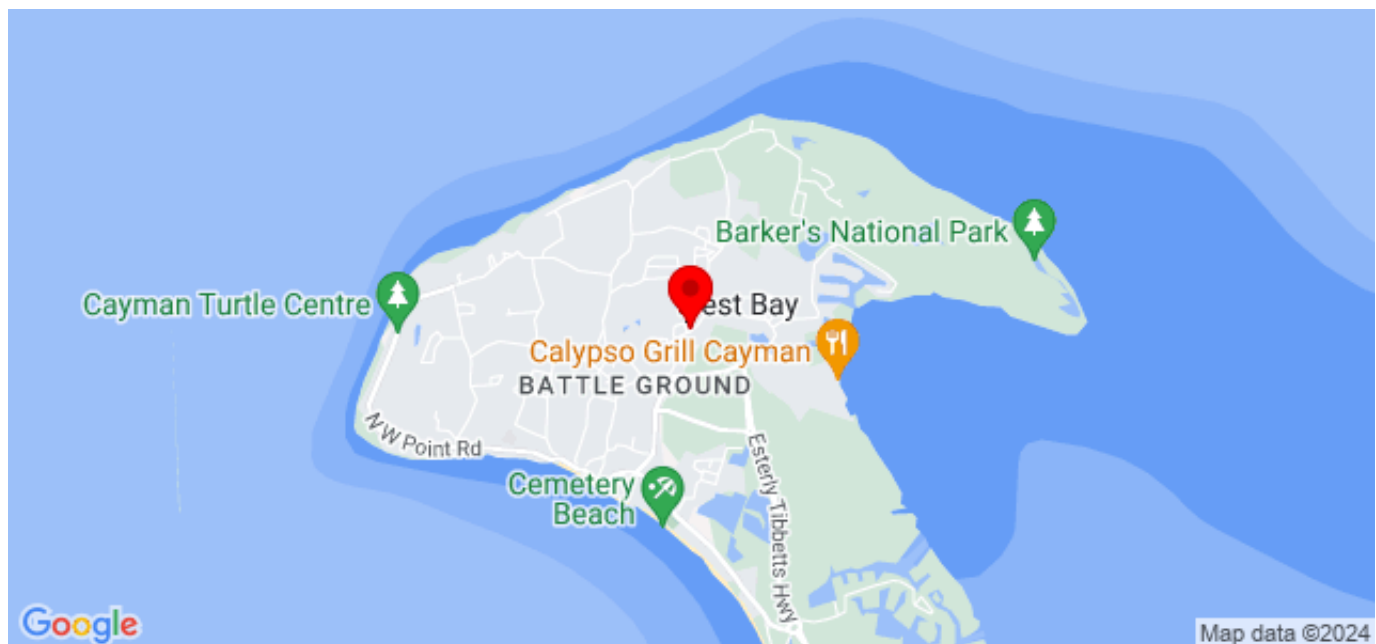 Barker's National Park
Cayman Turtle Centre
est Bay
Calypso Grill Cayman
BATTLE GROUND
NW Point Rd
Esterly Tibbetts Hwy
Cemetery
Beach
Google
Map data ©2024